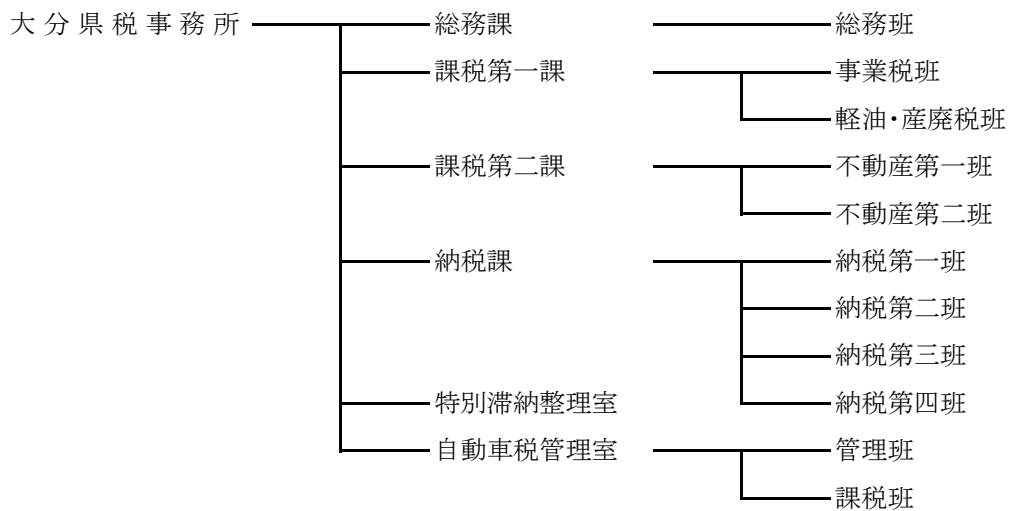 大分県税事務所 総務課 総務班
課税第一課 事業税班
軽油・産廃税班
課税第二課 不動産第一班
不動産第二班
納税課 納税第一班
納税第二班
納税第三班
特別滞納整理室 納税第四班
自動車税管理室 管理班
課税班